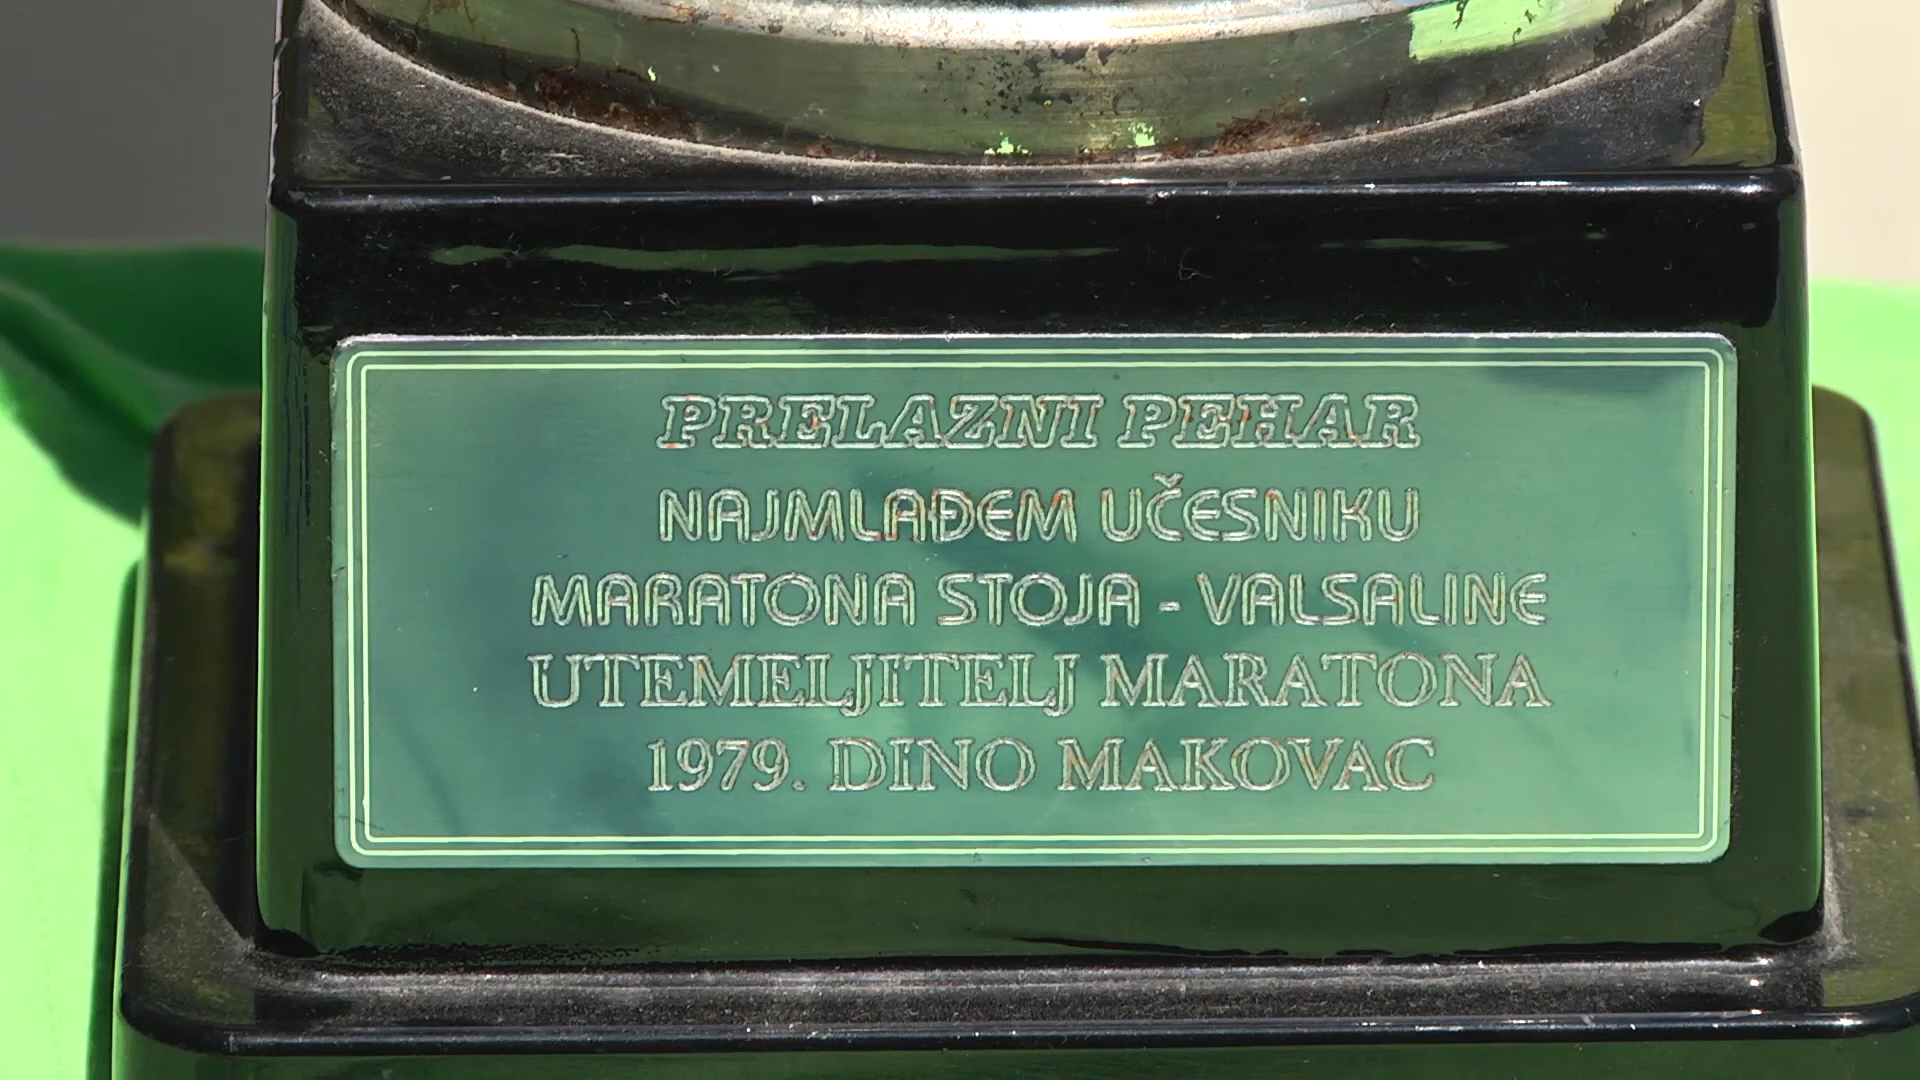 PRELAZNI PEHAR
NAJMLAĐEM UČESNIKU
MARATONA STOJA - VALSALINE
UTEMELJITELJ MARATONA
1979. DINO MAKOVAC